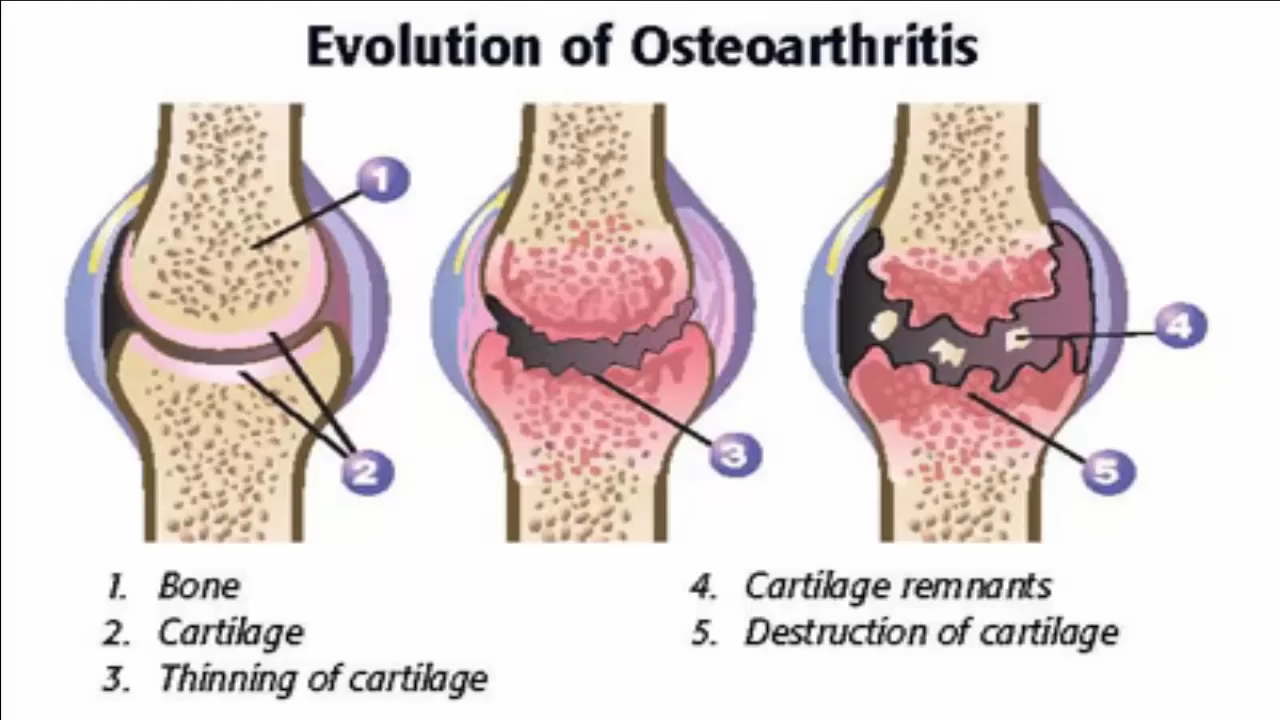 Evolution of Osteoarthritis
1
2
3
4
5
1. Bone
2. Cartilage
3. Thinning of cartilage
4. Cartilage remnants
5. Destruction of cartilage